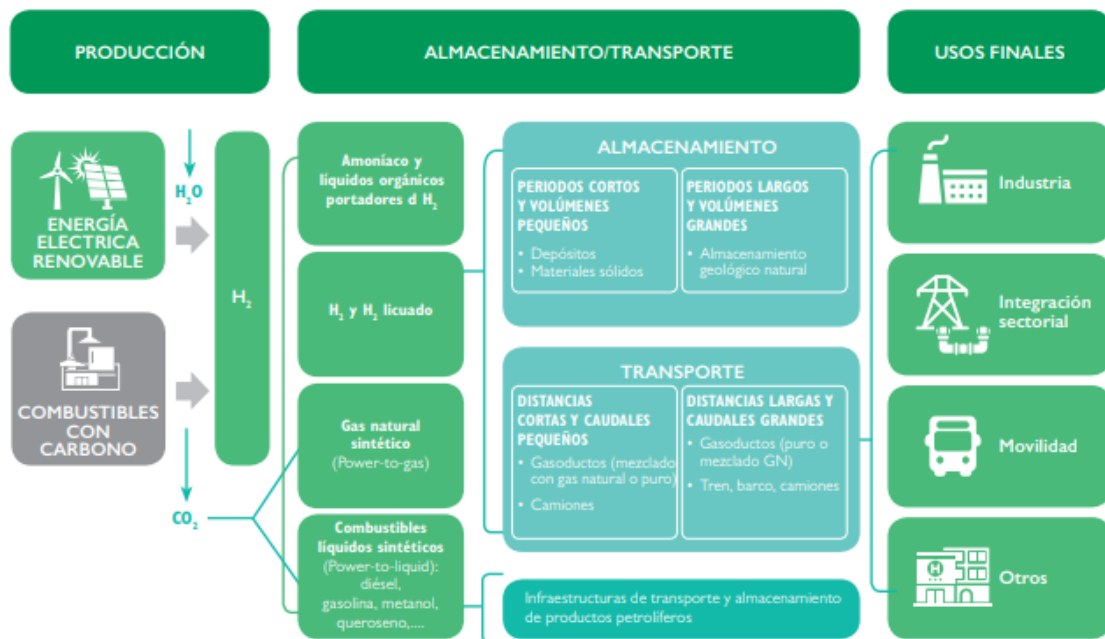 PRODUCCIÓN
ALMACENAMIENTO/TRANSPORTE
USOS FINALES
ENERGÍA
ELECTRICA
RENOVABLE
H₂O
COMBUSTIBLES
CON
CARBONO
CO₂
H₂
Amoníaco y
líquidos orgánicos
portadores d H₂
H₂ y H₂ licuado
Gas natural
sintético
(Power-to-gas)
Combustibles
líquidos sintéticos
(Power-to-liquid):
diésel,
gasolina, metanol,
queroseno,....
ALMACENAMIENTO
PERIODOS CORTOS
Y VOLÚMENES
PEQUEÑOS
• Depósitos
• Materiales sólidos
PERIODOS LARGOS
Y VOLÚMENES
GRANDES
• Almacenamiento
geológico natural
TRANSPORTE
DISTANCIAS
CORTAS Y CAUDALES
PEQUEÑOS
• Gasoductos (mezclado
con gas natural o puro)
• Camiones
DISTANCIAS LARGAS Y
CAUDALES GRANDES
• Gasoductos (puro o
mezclado GN)
• Tren, barco, camiones
Infraestructuras de transporte y almacenamiento
de productos petrolíferos
Industria
Integración
sectorial
Movilidad
H
Otros